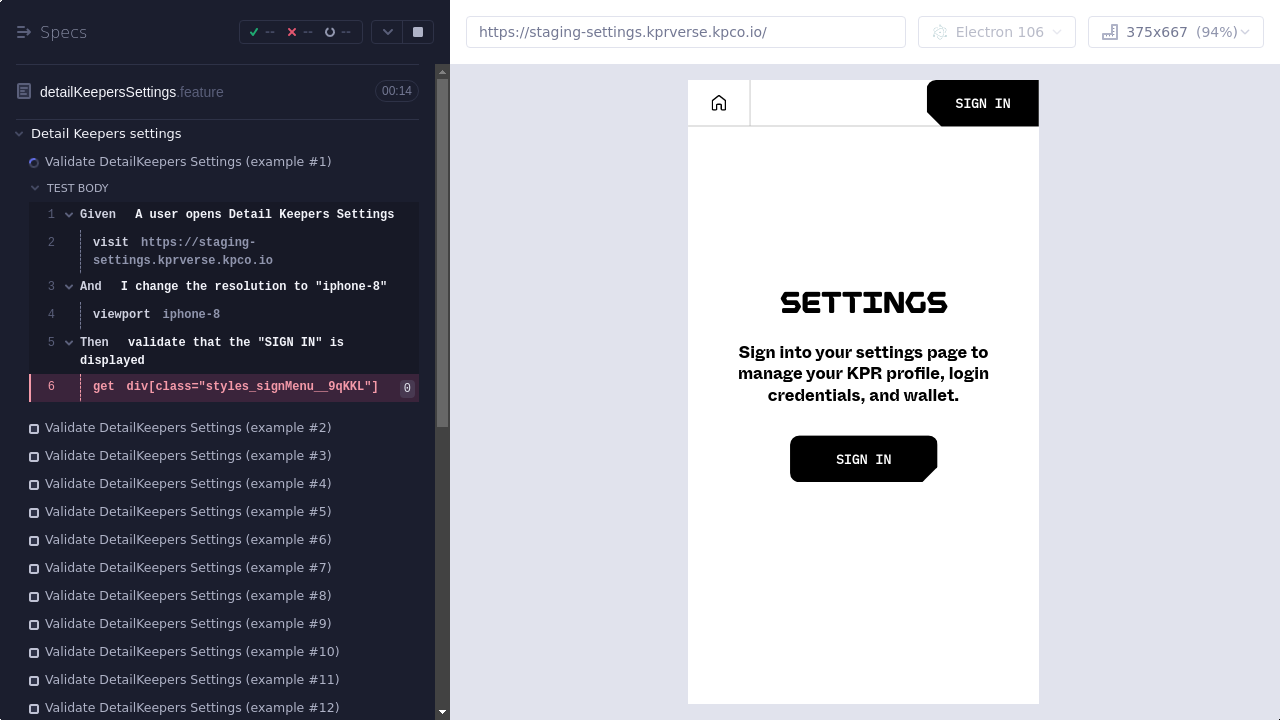 Specs
-- -- --
detailKeepersSettings.feature
00:14
Detail Keepers settings
Validate DetailKeepers Settings (example #1)
TEST BODY
1 Given A user opens Detail Keepers Settings
2 visit https://staging-
settings.kprverse.kpco.io
3 And I change the resolution to "iphone-8"
4 viewport iphone-8
5 Then validate that the "SIGN IN" is
displayed
6 get div[class="styles_signMenu__9qKKL"] 0
Validate DetailKeepers Settings (example #2)
Validate DetailKeepers Settings (example #3)
Validate DetailKeepers Settings (example #4)
Validate DetailKeepers Settings (example #5)
Validate DetailKeepers Settings (example #6)
Validate DetailKeepers Settings (example #7)
Validate DetailKeepers Settings (example #8)
Validate DetailKeepers Settings (example #9)
Validate DetailKeepers Settings (example #10)
Validate DetailKeepers Settings (example #11)
Validate DetailKeepers Settings (example #12)
https://staging-settings.kprverse.kpco.io/
Electron 106
375x667 (94%)
SIGN IN
SETTINGS
Sign into your settings page to
manage your KPR profile, login
credentials, and wallet.
SIGN IN